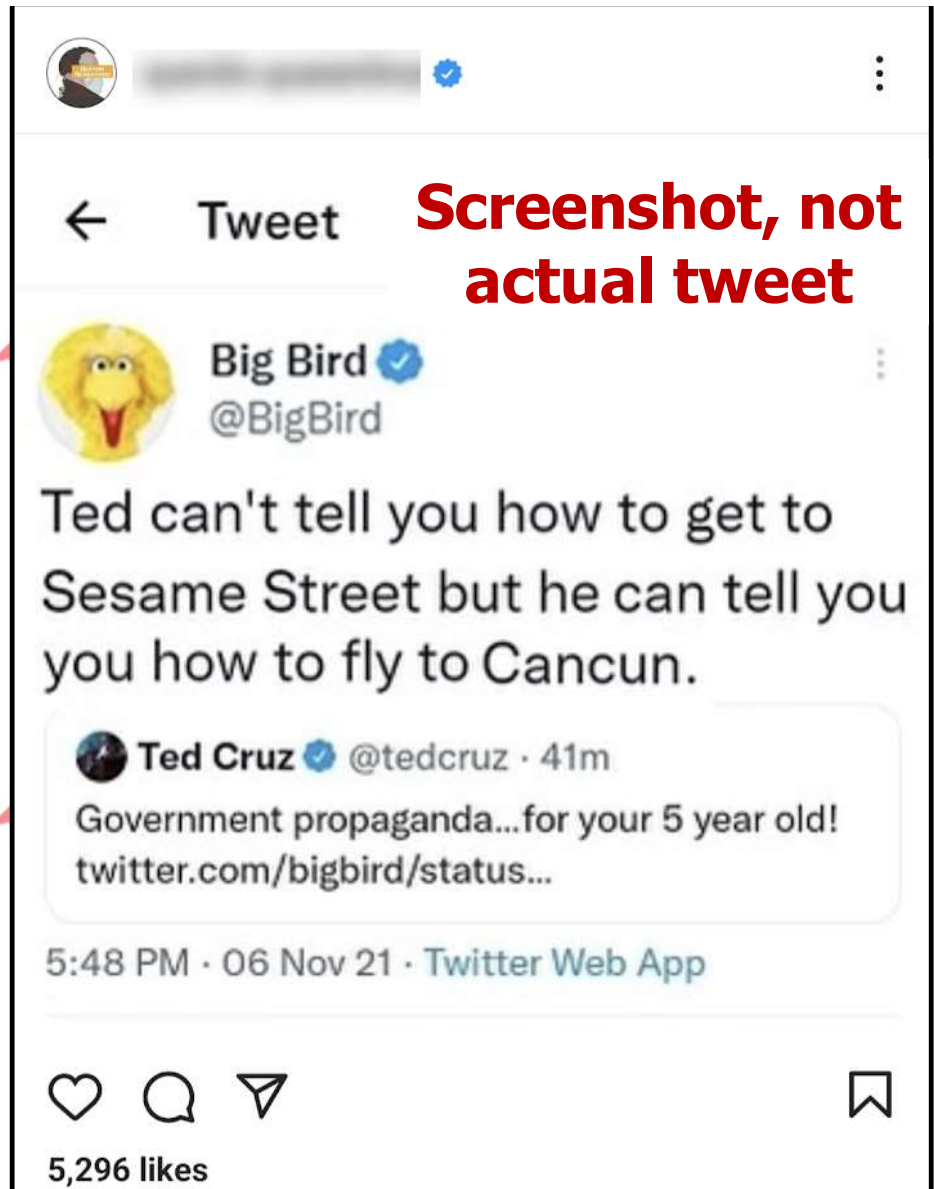 Tweet
Screenshot, not
actual tweet
Big Bird
@BigBird
Ted can't tell you how to get to
Sesame Street but he can tell you
you how to fly to Cancun.
Ted Cruz @tedcruz · 41m
Government propaganda...for your 5 year old!
twitter.com/bigbird/status...
5:48 PM · 06 Nov 21 · Twitter Web App
5,296 likes